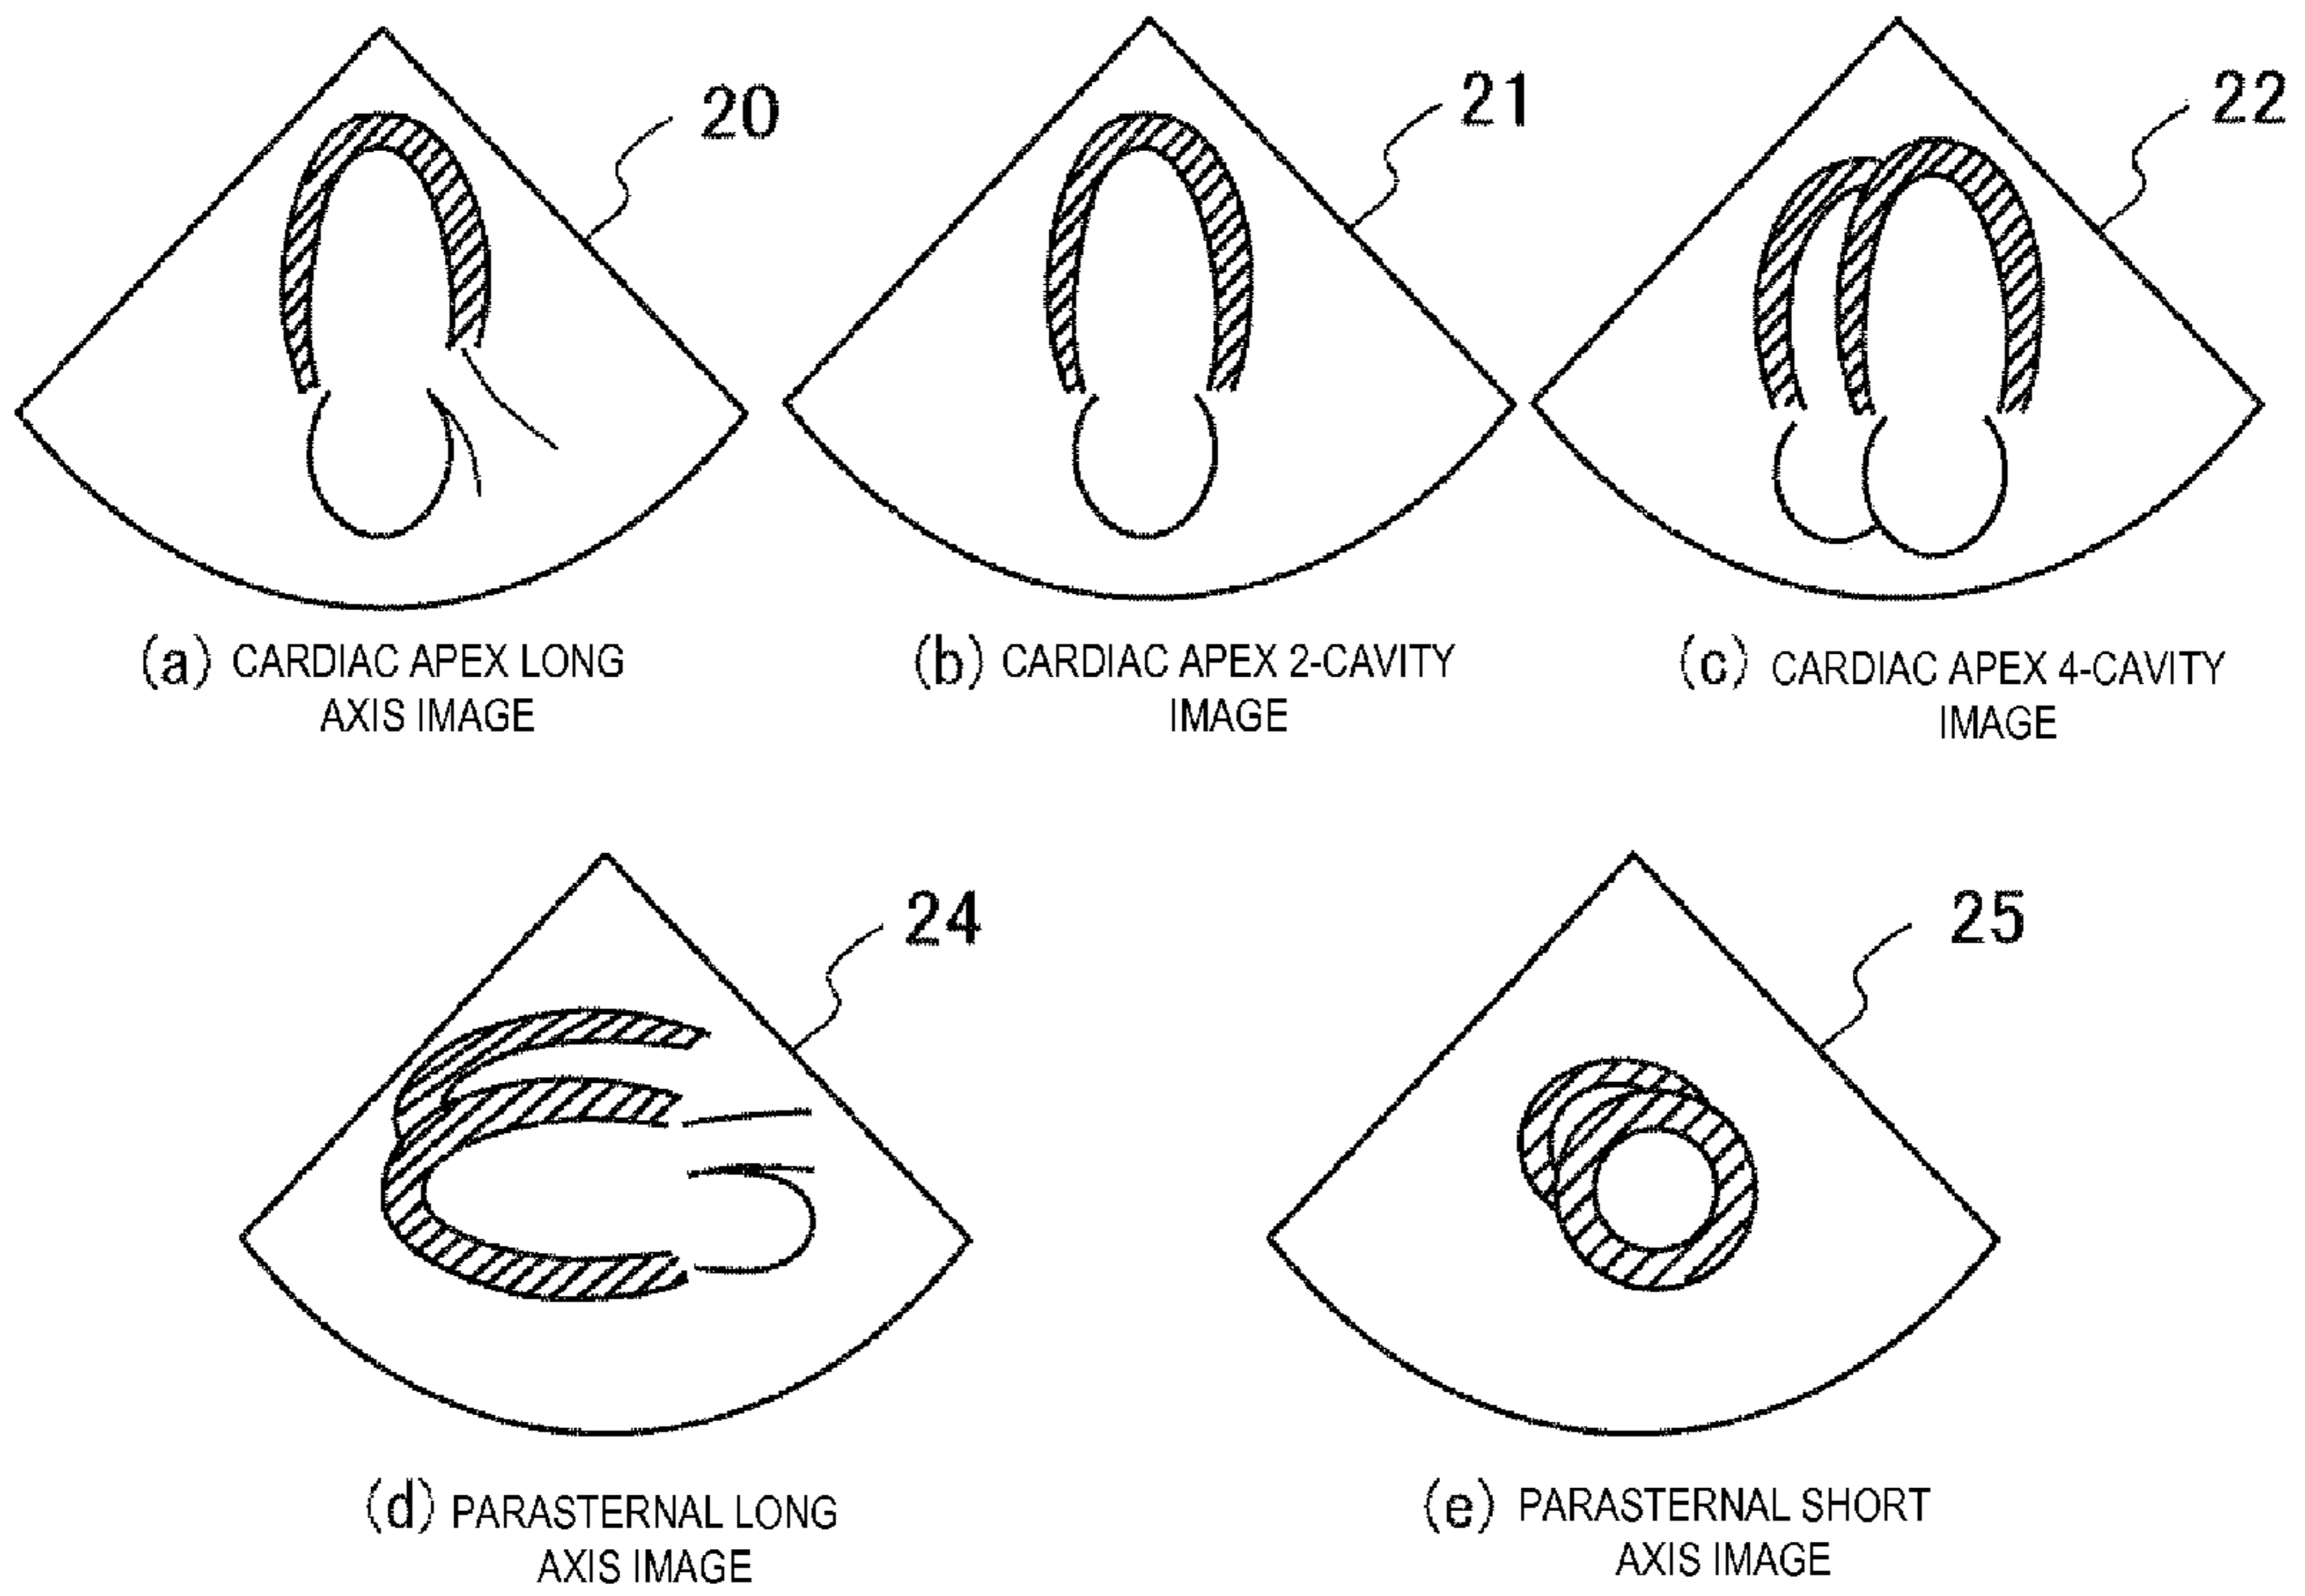 20
21
22
(a) CARDIAC APEX LONG
AXIS IMAGE
(b) CARDIAC APEX 2-CAVITY
IMAGE
(c) CARDIAC APEX 4-CAVITY
IMAGE
24
25
(d) PARASTERNAL LONG
AXIS IMAGE
(e) PARASTERNAL SHORT
AXIS IMAGE